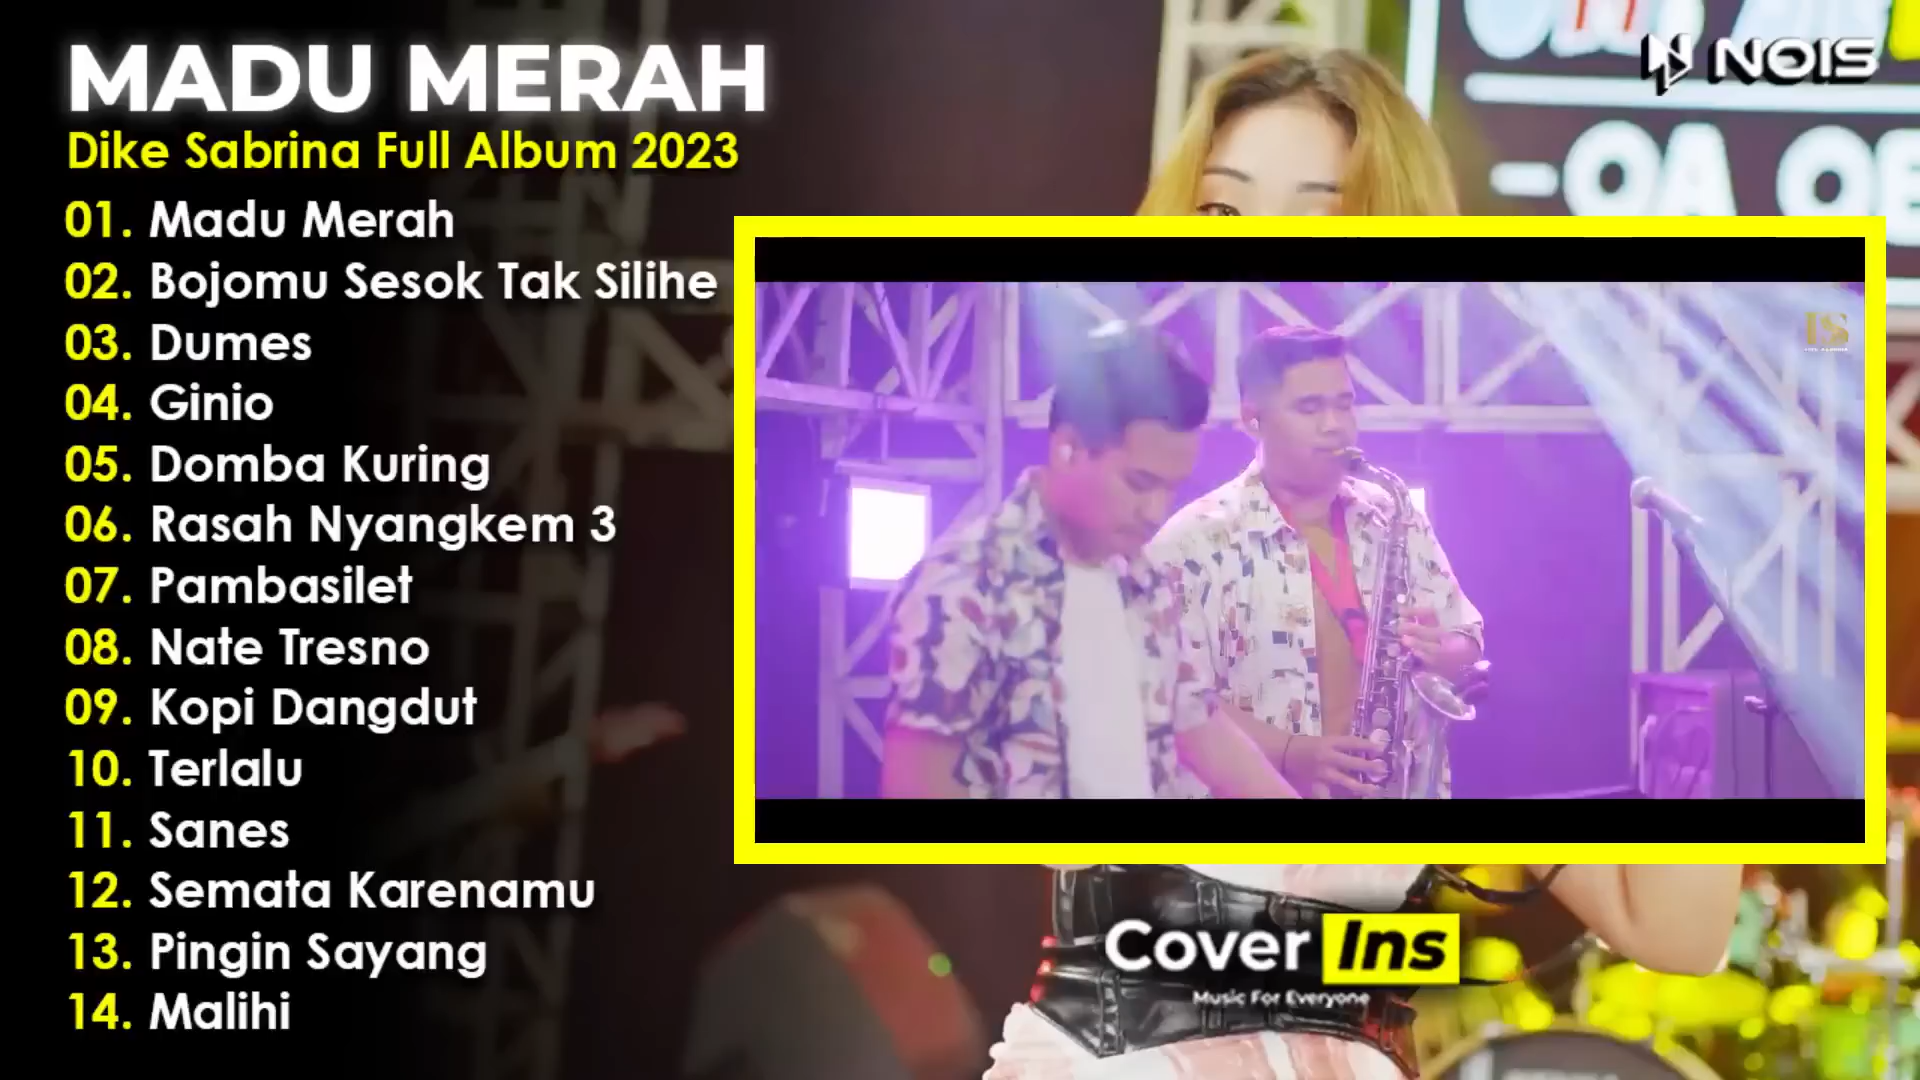 MADU MERAH
Dike Sabrina Full Album 2023
01. Madu Merah
02. Bojomu Sesok Tak Silihe
03. Dumes
04. Ginio
05. Domba Kuring
06. Rasah Nyangkem 3
07. Pambasilet
08. Nate Tresno
09. Kopi Dangdut
10. Terlalu
11. Sanes
12. Semata Karenamu
13. Pingin Sayang
14. Malihi
NOIS
Cover Ins
Music For Everyone